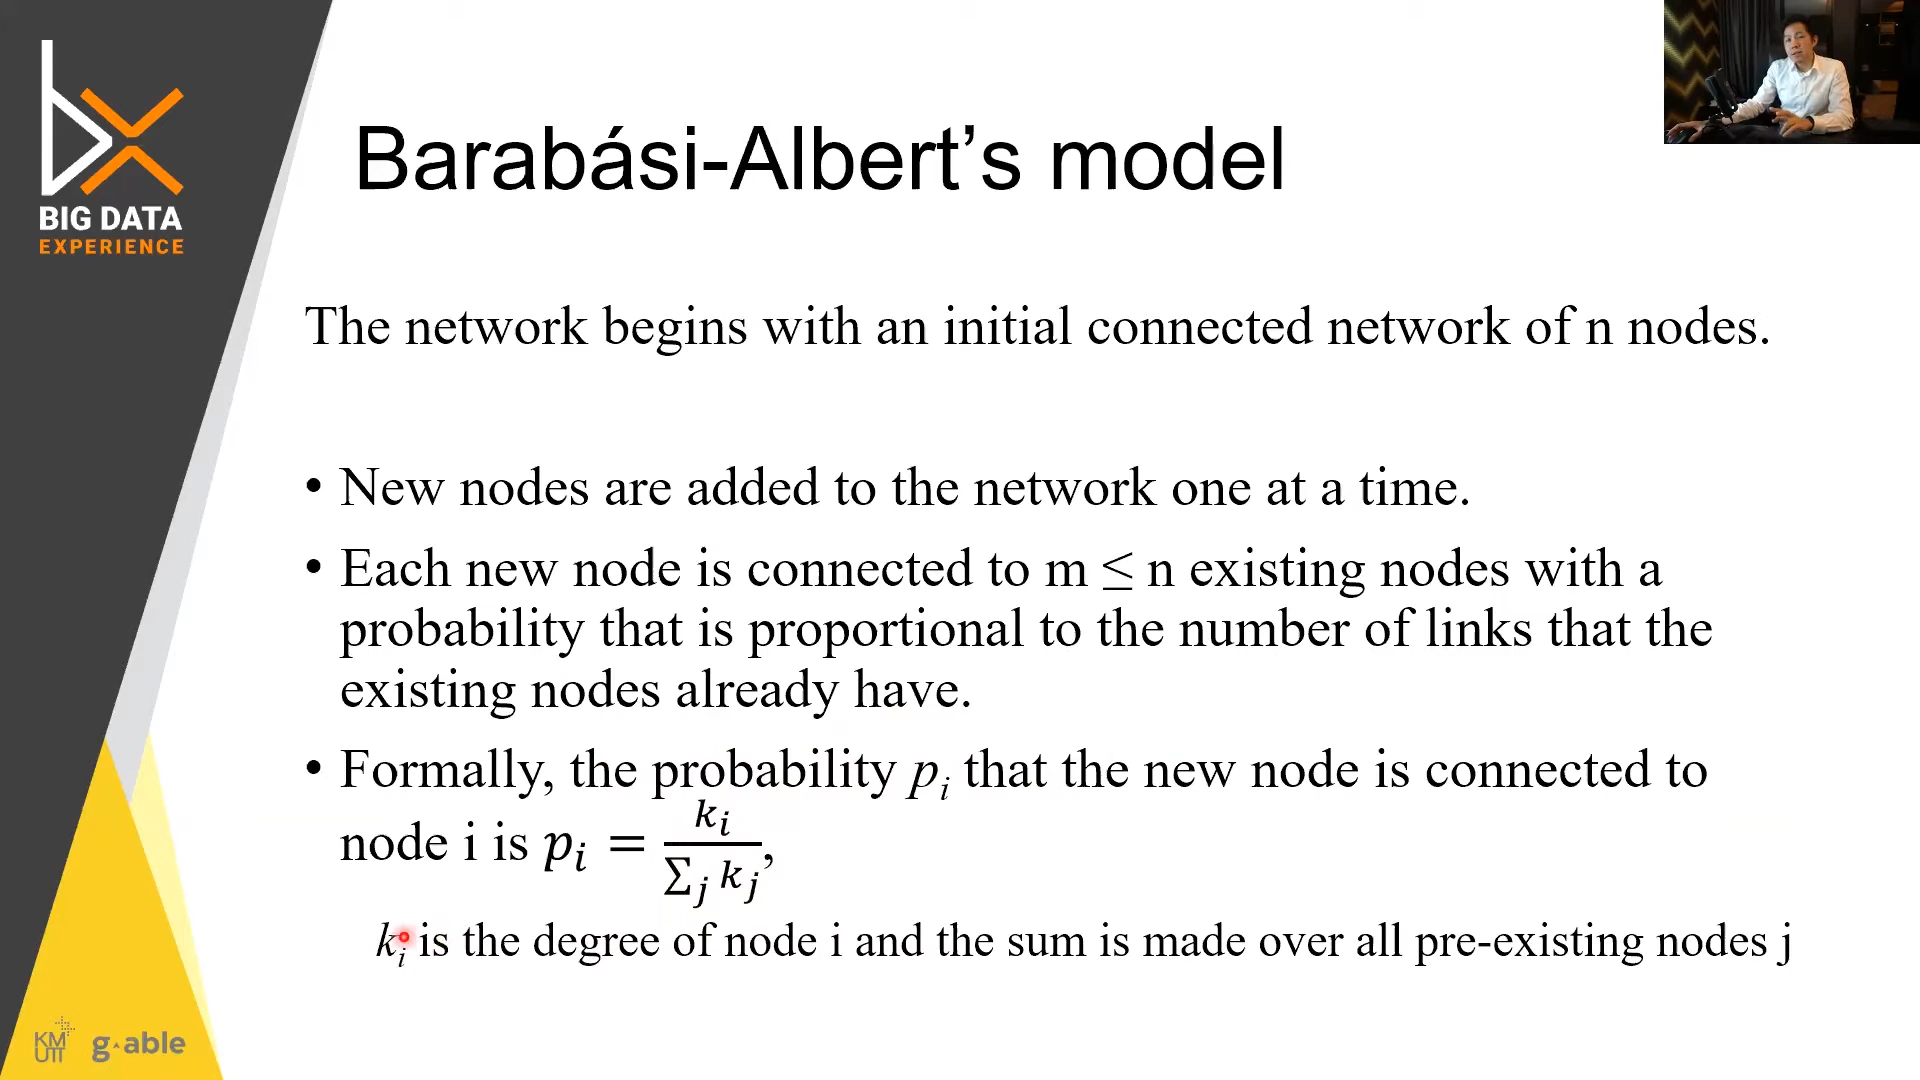 BIG DATA
EXPERIENCE
Barabási-Albert’s model
The network begins with an initial connected network of n nodes.
• New nodes are added to the network one at a time.
• Each new node is connected to m ≤ n existing nodes with a
probability that is proportional to the number of links that the
existing nodes already have.
• Formally, the probability pᵢ that the new node is connected to
node i is pᵢ = kᵢ / ∑ⱼ kⱼ,
kᵢ is the degree of node i and the sum is made over all pre-existing nodes j
KM
UTT
g-able